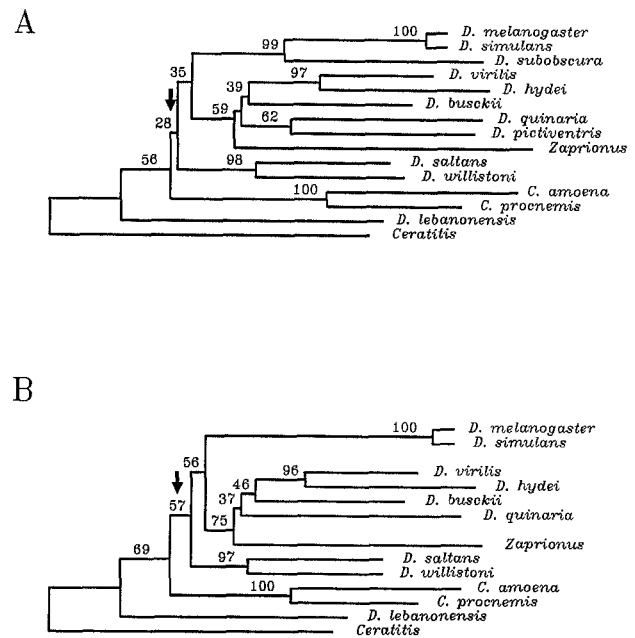 A
100 D. melanogaster
D. simulans
99 D. subobscura
35
97 D. virilis
39 D. hydei
D. busckii
59 62 D. quinaria
28 D. pictiventris
Zaprionus
56 98 D. saltans
D. willistoni
100 C. amoena
C. procnemis
D. lebanonensis
Ceratitis
B
100 D. melanogaster
D. simulans
56
96 D. virilis
46 D. hydei
37 D. busckii
57 D. quinaria
75
Zaprionus
69 97 D. saltans
D. willistoni
100 C. amoena
C. procnemis
D. lebanonensis
Ceratitis